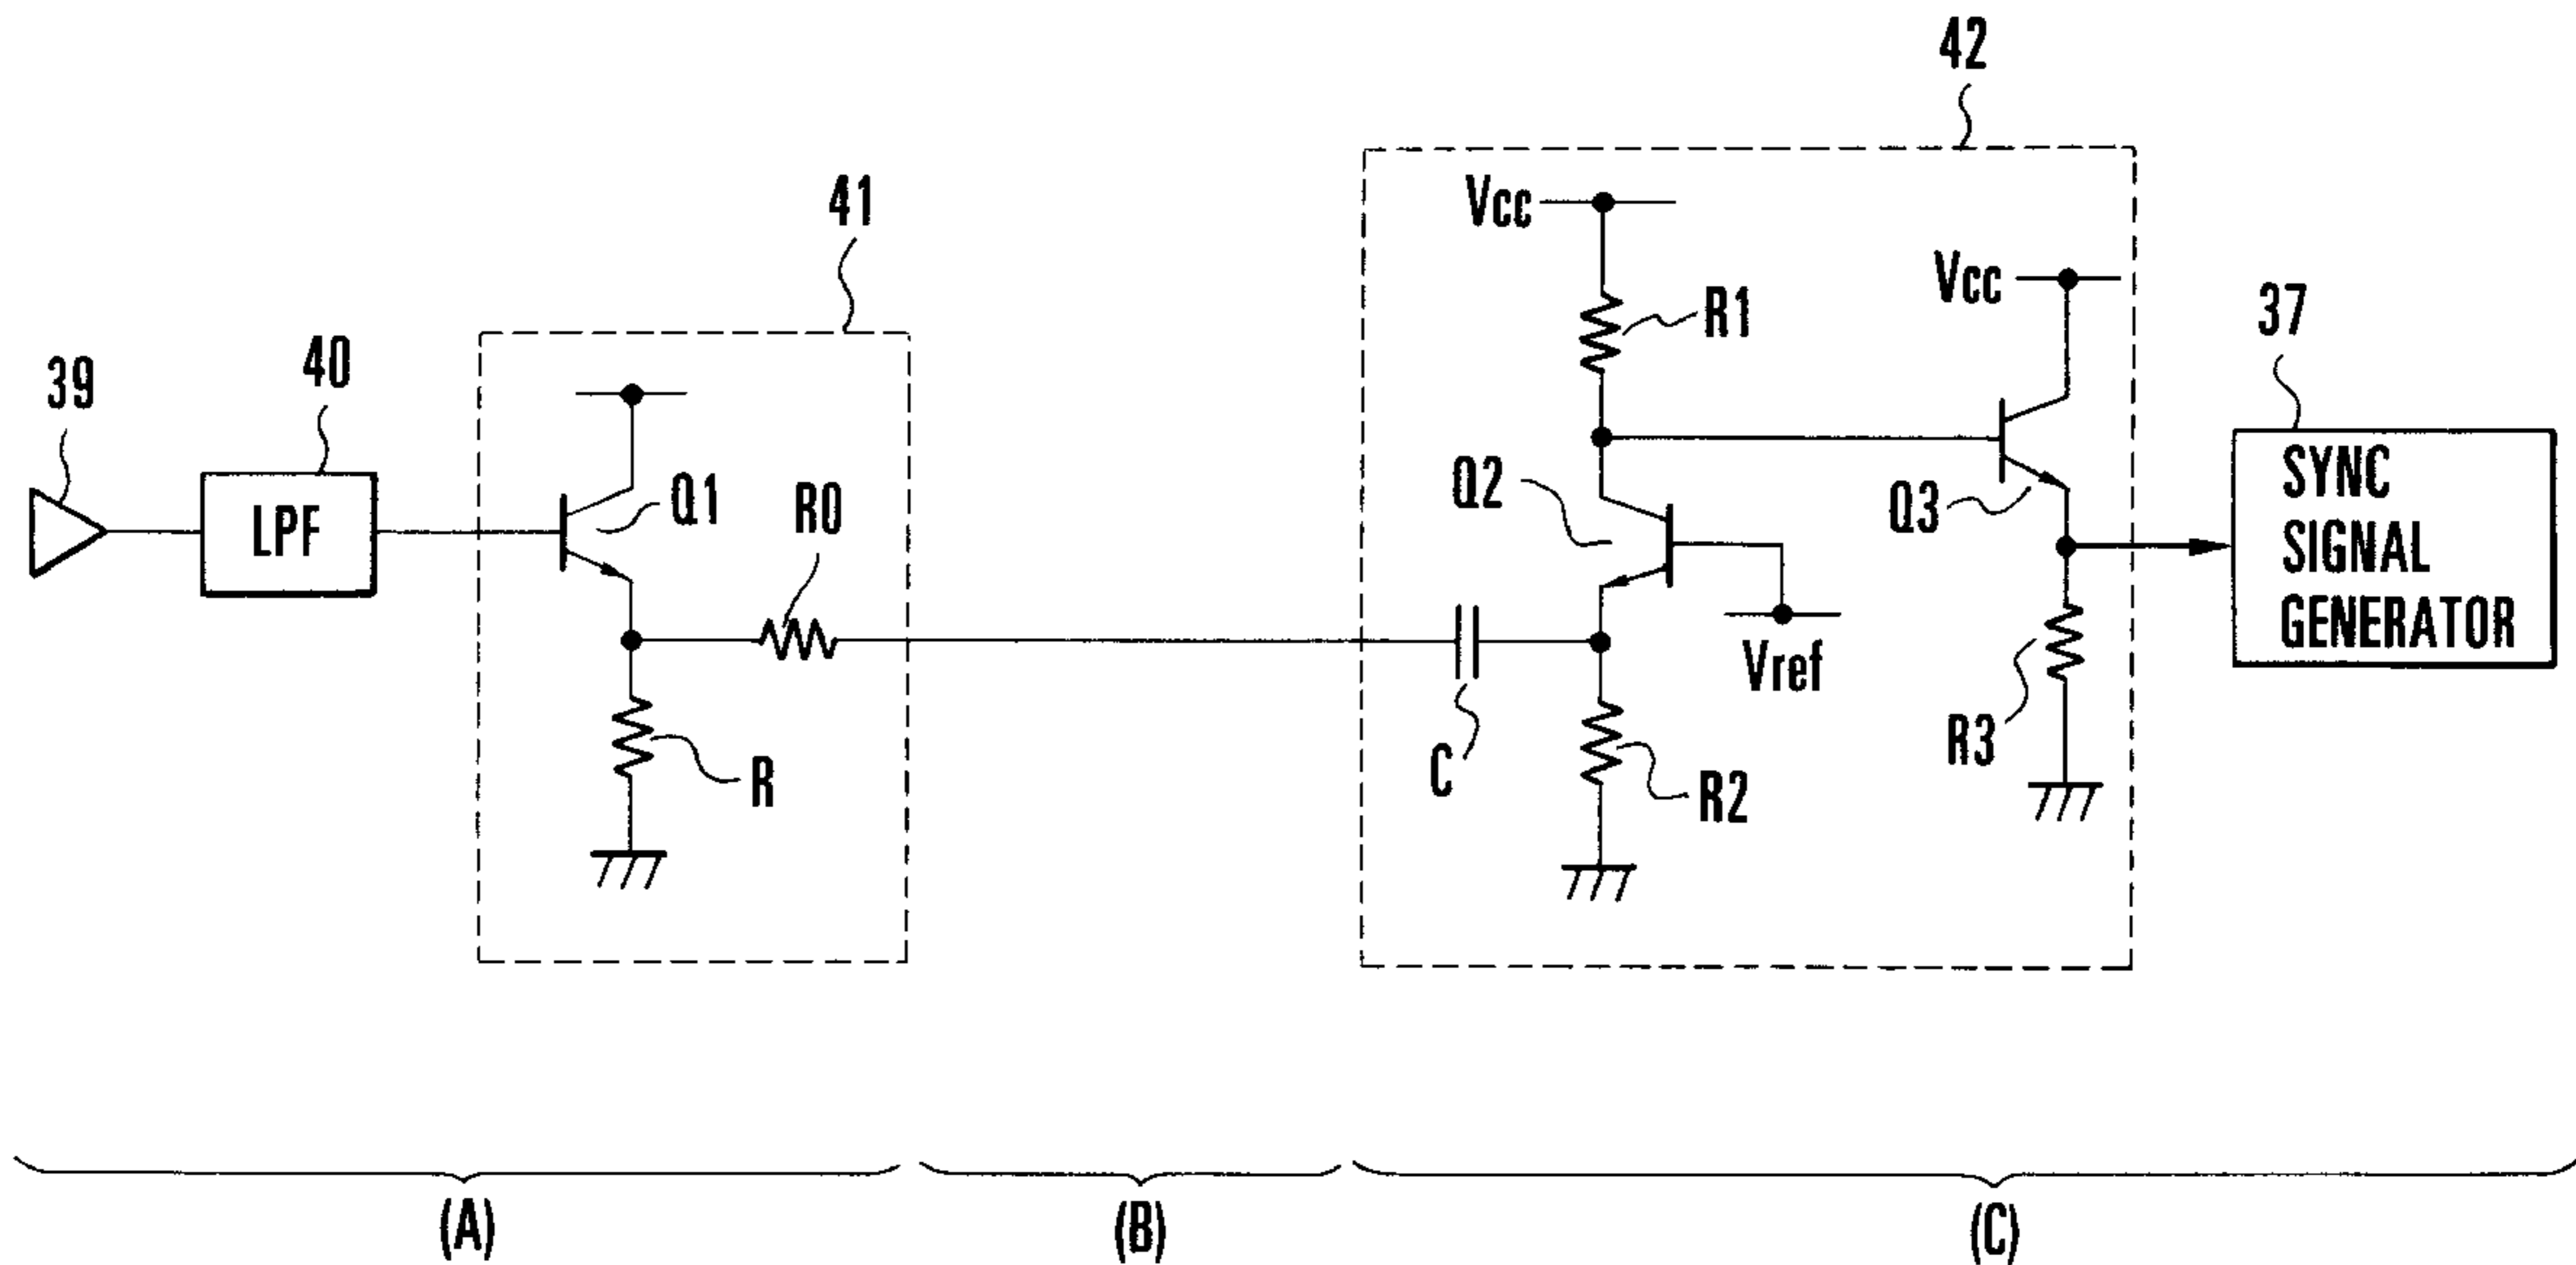 42
Vcc
41
R1
Vcc
37
40
39
SYNC
SIGNAL
GENERATOR
Q1
R0
Q2
Q3
LPF
Vref
R
C
R2
R3
(A)
(B)
(C)